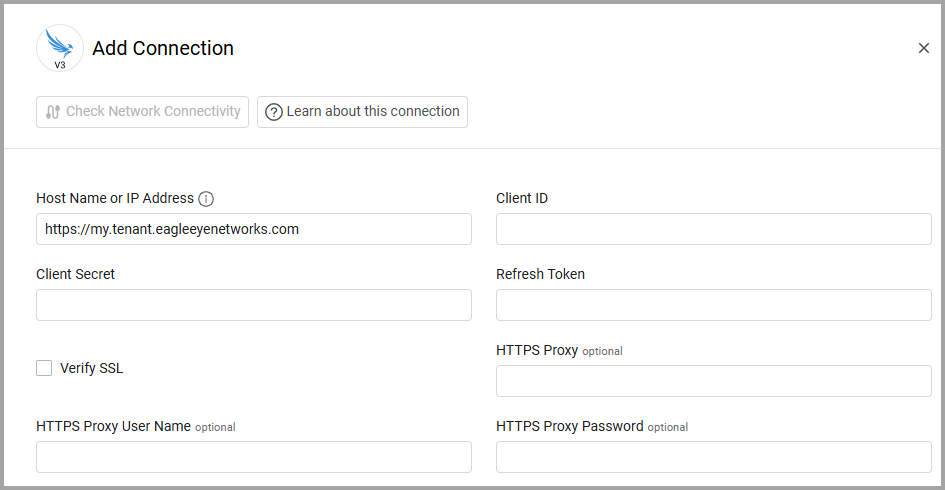 V3
Add Connection
Check Network Connectivity
Learn about this connection
Host Name or IP Address
Client ID
https://my.tenant.eagleeyenetworks.com
Client Secret
Refresh Token
HTTPS Proxy optional
Verify SSL
HTTPS Proxy User Name optional
HTTPS Proxy Password optional